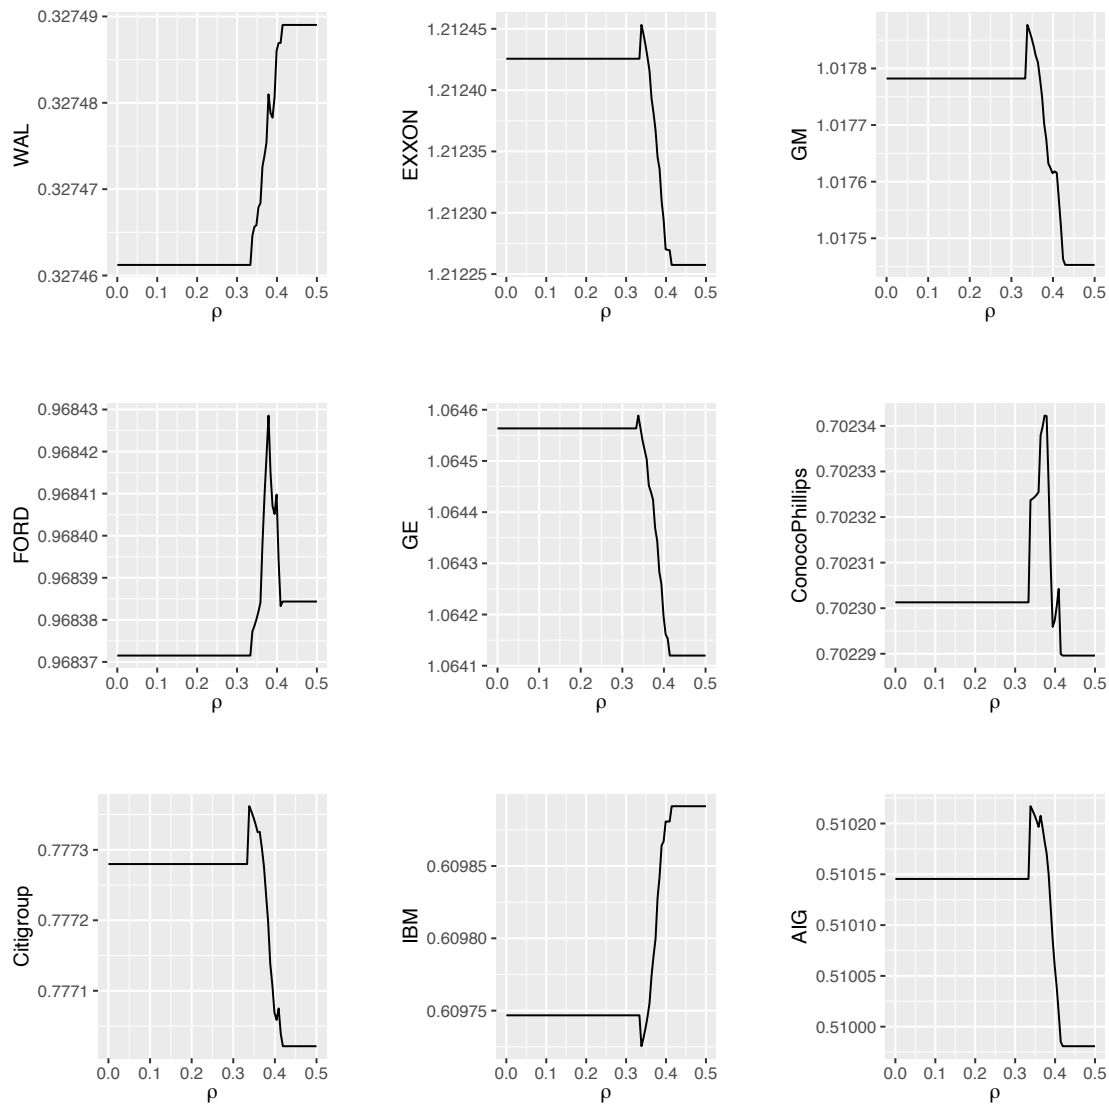 WAL
0.32749
0.32748
0.32747
0.32746
0.0 0.1 0.2 0.3 0.4 0.5
ρ
EXXON
1.21245
1.21240
1.21235
1.21230
1.21225
0.0 0.1 0.2 0.3 0.4 0.5
ρ
GM
1.0178
1.0177
1.0176
1.0175
0.0 0.1 0.2 0.3 0.4 0.5
ρ
FORD
0.96843
0.96842
0.96841
0.96840
0.96839
0.96838
0.96837
0.0 0.1 0.2 0.3 0.4 0.5
ρ
GE
1.0646
1.0645
1.0644
1.0643
1.0642
1.0641
0.0 0.1 0.2 0.3 0.4 0.5
ρ
ConocoPhillips
0.70234
0.70233
0.70232
0.70231
0.70230
0.70229
0.0 0.1 0.2 0.3 0.4 0.5
ρ
Citigroup
0.7773
0.7772
0.7771
0.0 0.1 0.2 0.3 0.4 0.5
ρ
IBM
0.60985
0.60980
0.60975
0.0 0.1 0.2 0.3 0.4 0.5
ρ
AIG
0.51020
0.51015
0.51010
0.51005
0.51000
0.0 0.1 0.2 0.3 0.4 0.5
ρ